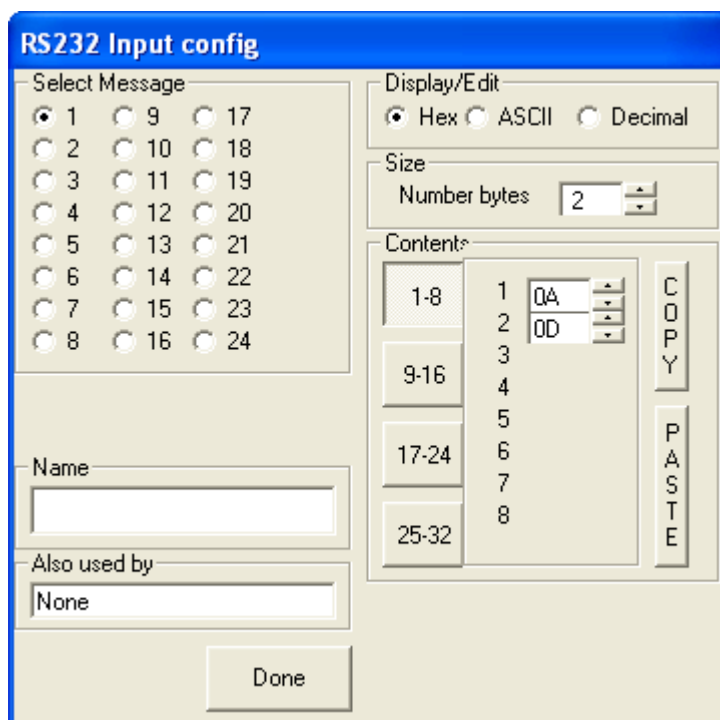 RS232 Input config
Select Message
1 9 17
2 10 18
3 11 19
4 12 20
5 13 21
6 14 22
7 15 23
8 16 24
Name
Also used by
None
Done
Display/Edit
Hex ASCII Decimal
Size
Number bytes 2
Contents
1-8
9-16
17-24
25-32
1 0A
2 0D
3
4
5
6
7
8
COPY
PASTE